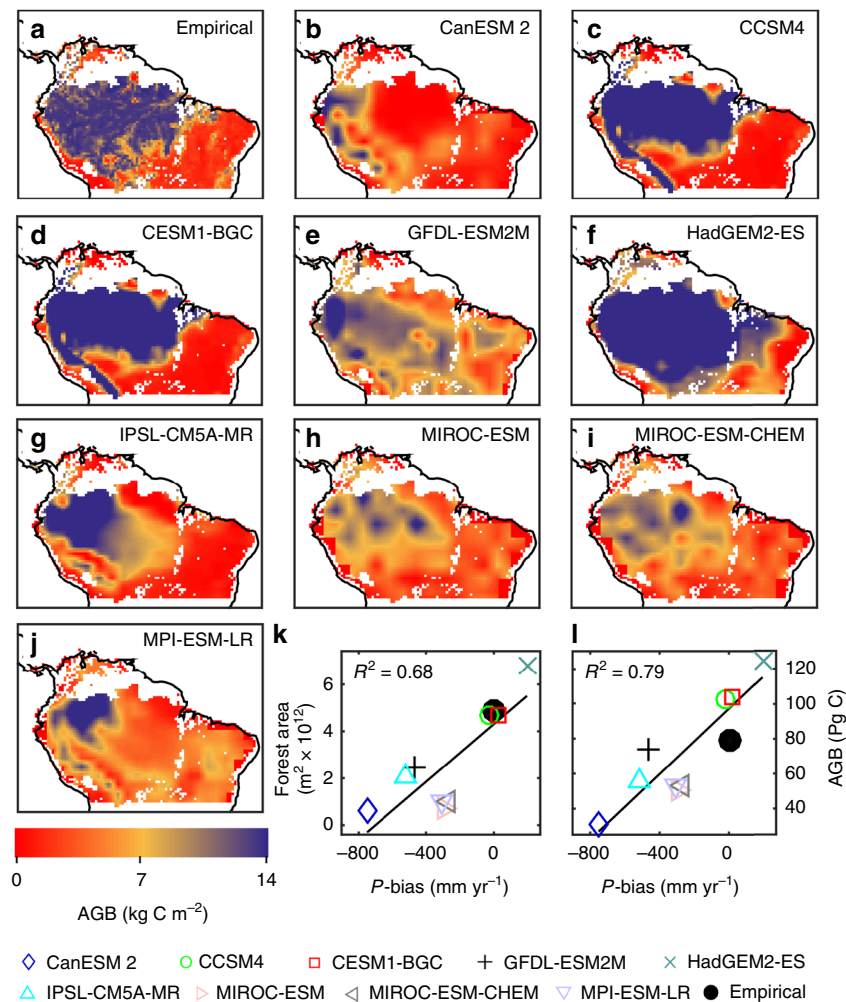 a Empirical
b CanESM 2
c CCSM4
d CESM1-BGC
e GFDL-ESM2M
f HadGEM2-ES
g IPSL-CM5A-MR
h MIROC-ESM
i MIROC-ESM-CHEM
j MPI-ESM-LR
0 7 14
AGB (kg C m⁻²)
k
R² = 0.68
Forest area
(m² × 10¹²)
6
4
2
0
−800 −400 0
P-bias (mm yr⁻¹)
l
R² = 0.79
AGB (Pg C)
120
100
80
60
40
−800 −400 0
P-bias (mm yr⁻¹)
CanESM 2 CCSM4 CESM1-BGC GFDL-ESM2M HadGEM2-ES
IPSL-CM5A-MR MIROC-ESM MIROC-ESM-CHEM MPI-ESM-LR Empirical